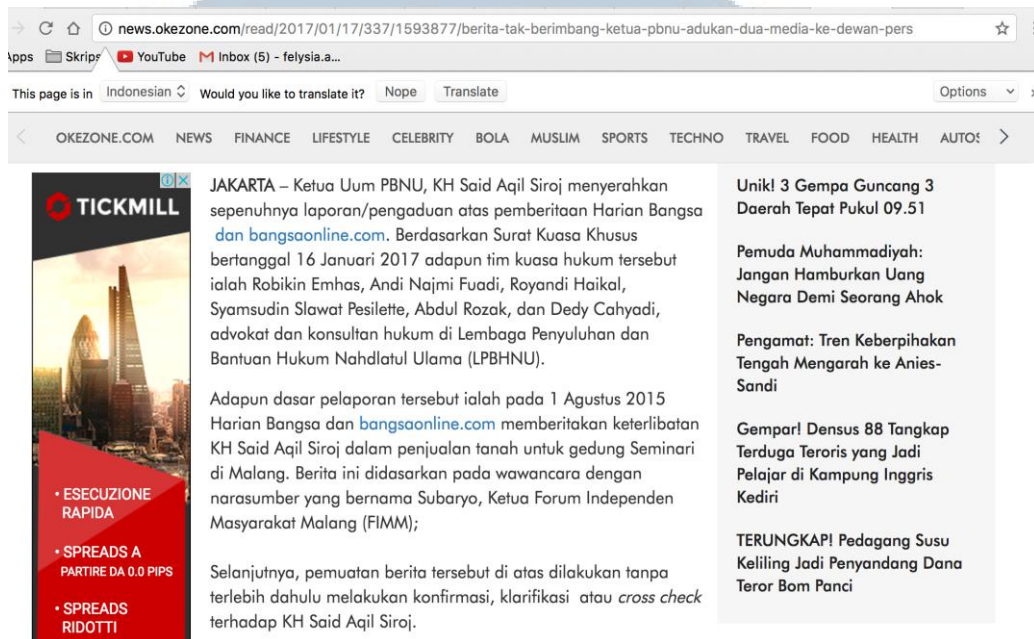 news.okezone.com/read/2017/01/17/337/1593877/berita-tak-berimbang-ketua-pbnu-adukan-dua-media-ke-dewan-pers
Apps Skrips YouTube Inbox (5) - felysia.a...
This page is in Indonesian Would you like to translate it? Nope Translate Options
OKEZONE.COM NEWS FINANCE LIFESTYLE CELEBRITY BOLA MUSLIM SPORTS TECHNO TRAVEL FOOD HEALTH AUTOS
TICKMILL
• ESECUZIONE
RAPIDA
• SPREADS A
PARTIRE DA 0.0 PIPS
• SPREADS
RIDOTTI
JAKARTA – Ketua Uum PBNU, KH Said Aqil Siroj menyerahkan
sepenuhnya laporan/pengaduan atas pemberitaan Harian Bangsa
dan bangsaonline.com. Berdasarkan Surat Kuasa Khusus
bertanggal 16 Januari 2017 adapun tim kuasa hukum tersebut
ialah Robikin Emhas, Andi Najmi Fuadi, Royandi Haikal,
Syamsudin Slawat Pesilette, Abdul Rozak, dan Dedy Cahyadi,
advokat dan konsultan hukum di Lembaga Penyuluhan dan
Bantuan Hukum Nahdlatul Ulama (LPBHNU).
Adapun dasar pelaporan tersebut ialah pada 1 Agustus 2015
Harian Bangsa dan bangsaonline.com memberitakan keterlibatan
KH Said Aqil Siroj dalam penjualan tanah untuk gedung Seminari
di Malang. Berita ini didasarkan pada wawancara dengan
narasumber yang bernama Subaryo, Ketua Forum Independen
Masyarakat Malang (FIMM);
Selanjutnya, pemuatan berita tersebut di atas dilakukan tanpa
terlebih dahulu melakukan konfirmasi, klarifikasi atau cross check
terhadap KH Said Aqil Siroj.
Unik! 3 Gempa Guncang 3
Daerah Tepat Pukul 09.51
Pemuda Muhammadiyah:
Jangan Hamburkan Uang
Negara Demi Seorang Ahok
Pengamat: Tren Keberpihakan
Tengah Mengarah ke Anies-
Sandi
Gempar! Densus 88 Tangkap
Terduga Teroris yang Jadi
Pelajar di Kampung Inggris
Kediri
TERUNGKAP! Pedagang Susu
Keliling Jadi Penyandang Dana
Teror Bom Panci